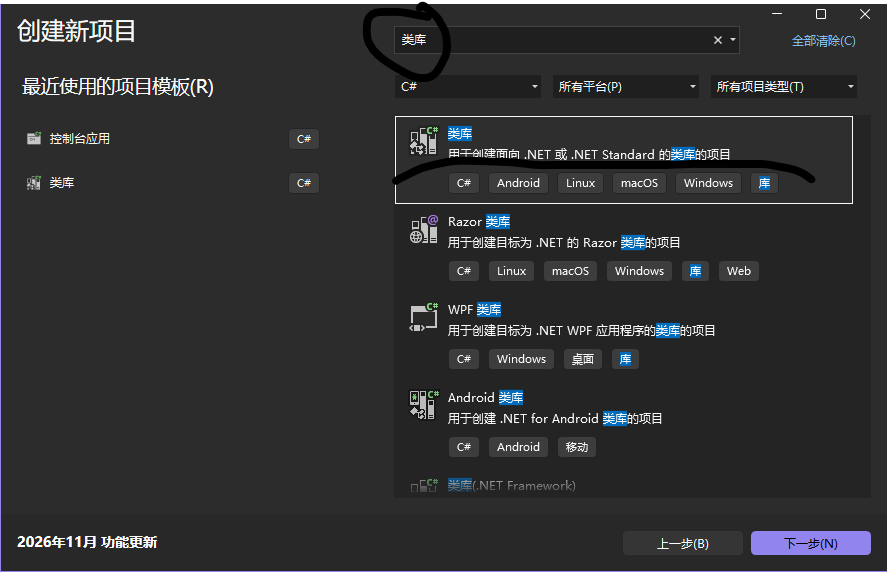 创建新项目
类库
全部清除(C)
最近使用的项目模板(R)
C#
所有平台(P)
所有项目类型(T)
控制台应用
C#
类库
C#
类库
用于创建面向 .NET 或 .NET Standard 的类库的项目
C# Android Linux macOS Windows 库
Razor 类库
用于创建目标为 .NET 的 Razor 类库的项目
C# Linux macOS Windows 库 Web
WPF 类库
用于创建目标为 .NET WPF 应用程序的类库的项目
C# Windows 桌面 库
Android 类库
用于创建 .NET for Android 类库的项目
C# Android 移动
类库(.NET Framework)
2026年11月 功能更新
上一步(B)
下一步(N)